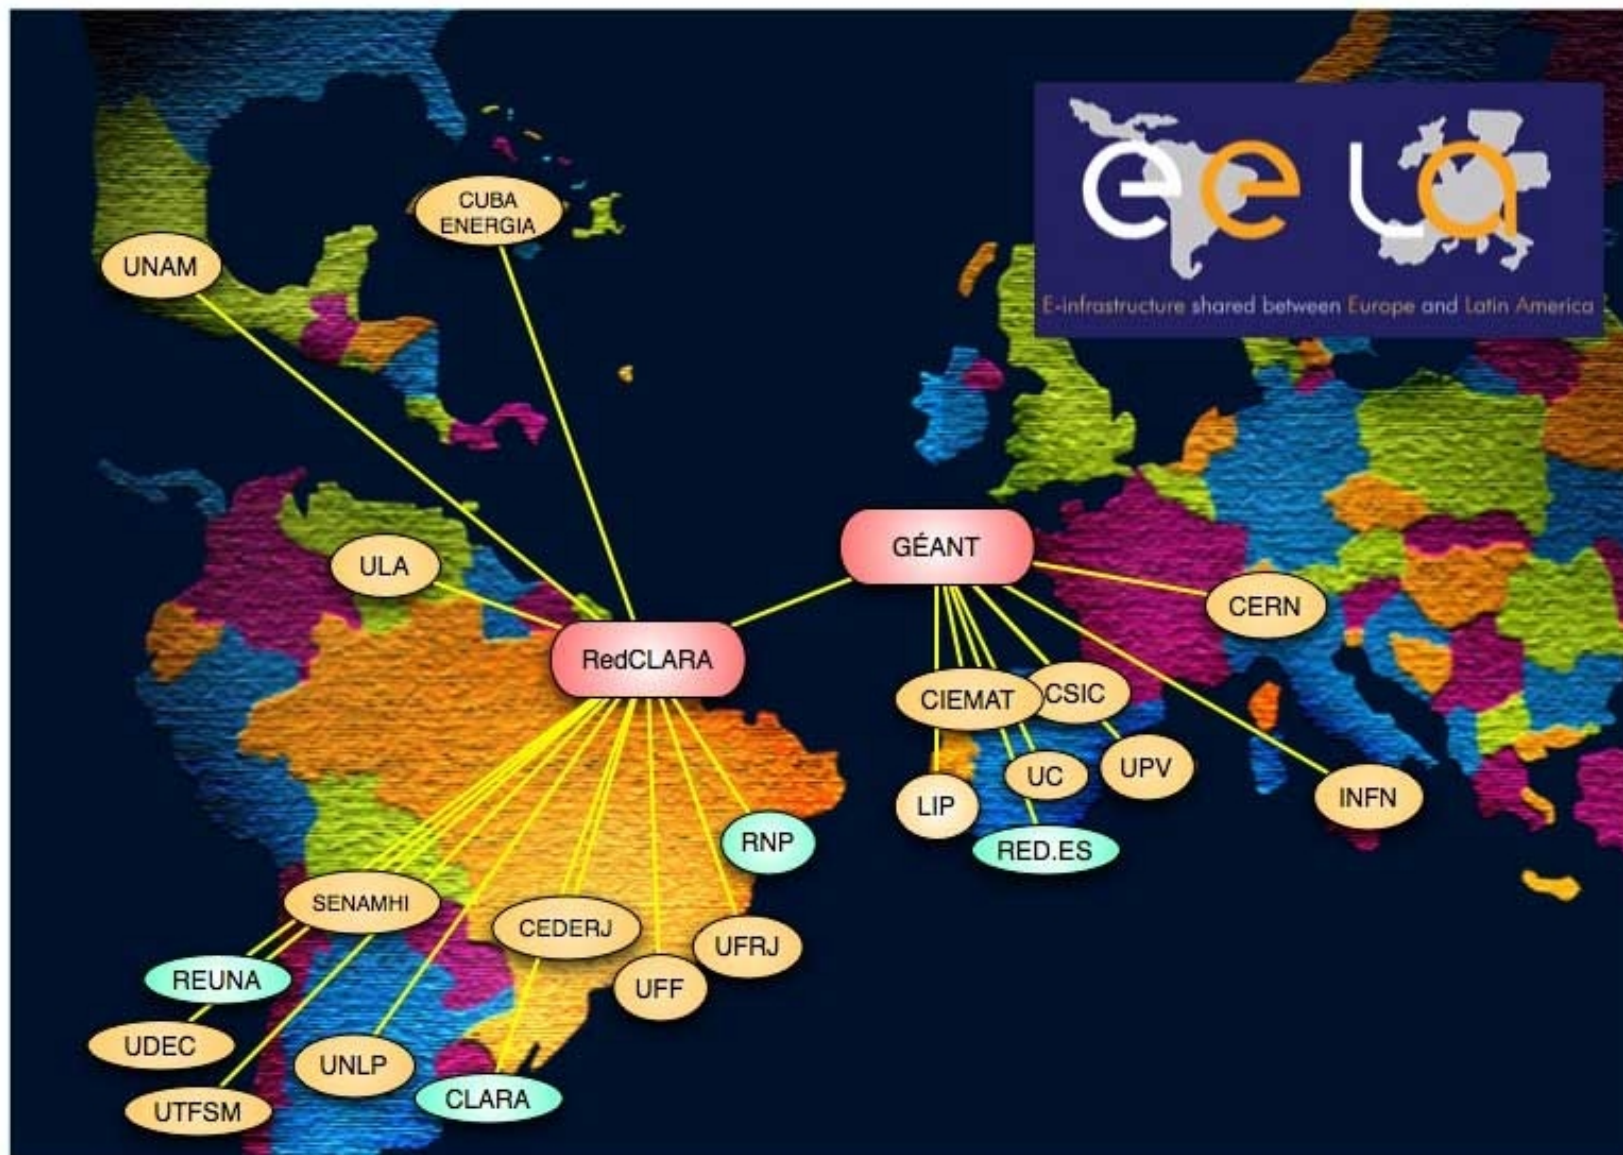 CUBA
ENERGIA
UNAM
E-infrastructure shared between Europe and Latin America
eela
GÉANT
ULA
CERN
RedCLARA
CIEMAT
CSIC
UC
UPV
LIP
INFN
RNP
RED.ES
SENAMHI
CEDERJ
UFRJ
REUNA
UFF
UDEC
UNLP
CLARA
UTFSM